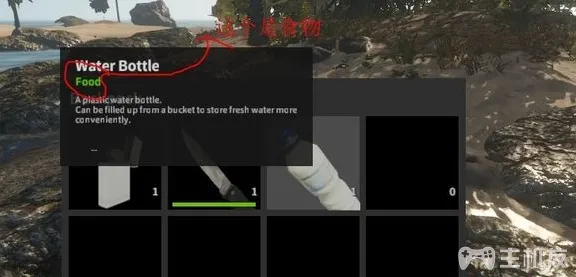 这个是食物
Water Bottle
Food
A plastic water bottle.
Can be filled up from a bucket to store fresh water more
conveniently.
--
1
1
1
0
主机友